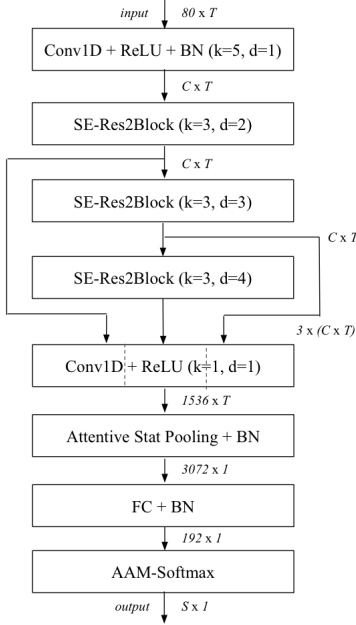 input 80 x T
Conv1D + ReLU + BN (k=5, d=1)
C x T
SE-Res2Block (k=3, d=2)
C x T
SE-Res2Block (k=3, d=3)
C x T
SE-Res2Block (k=3, d=4)
3 x (C x T)
Conv1D + ReLU (k=1, d=1)
1536 x T
Attentive Stat Pooling + BN
3072 x 1
FC + BN
192 x 1
AAM-Softmax
output S x 1